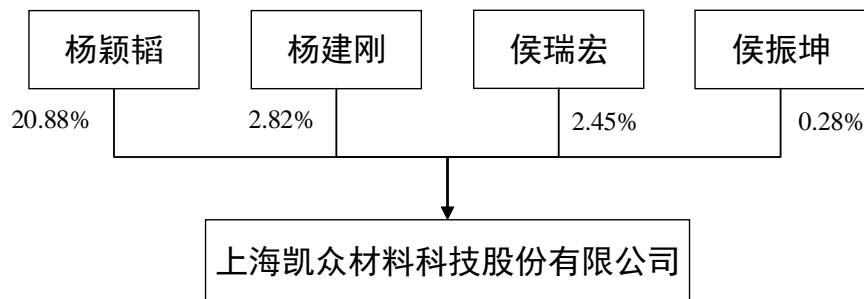 杨颖韬
杨建刚
侯瑞宏
侯振坤
20.88%
2.82%
2.45%
0.28%
上海凯众材料科技股份有限公司